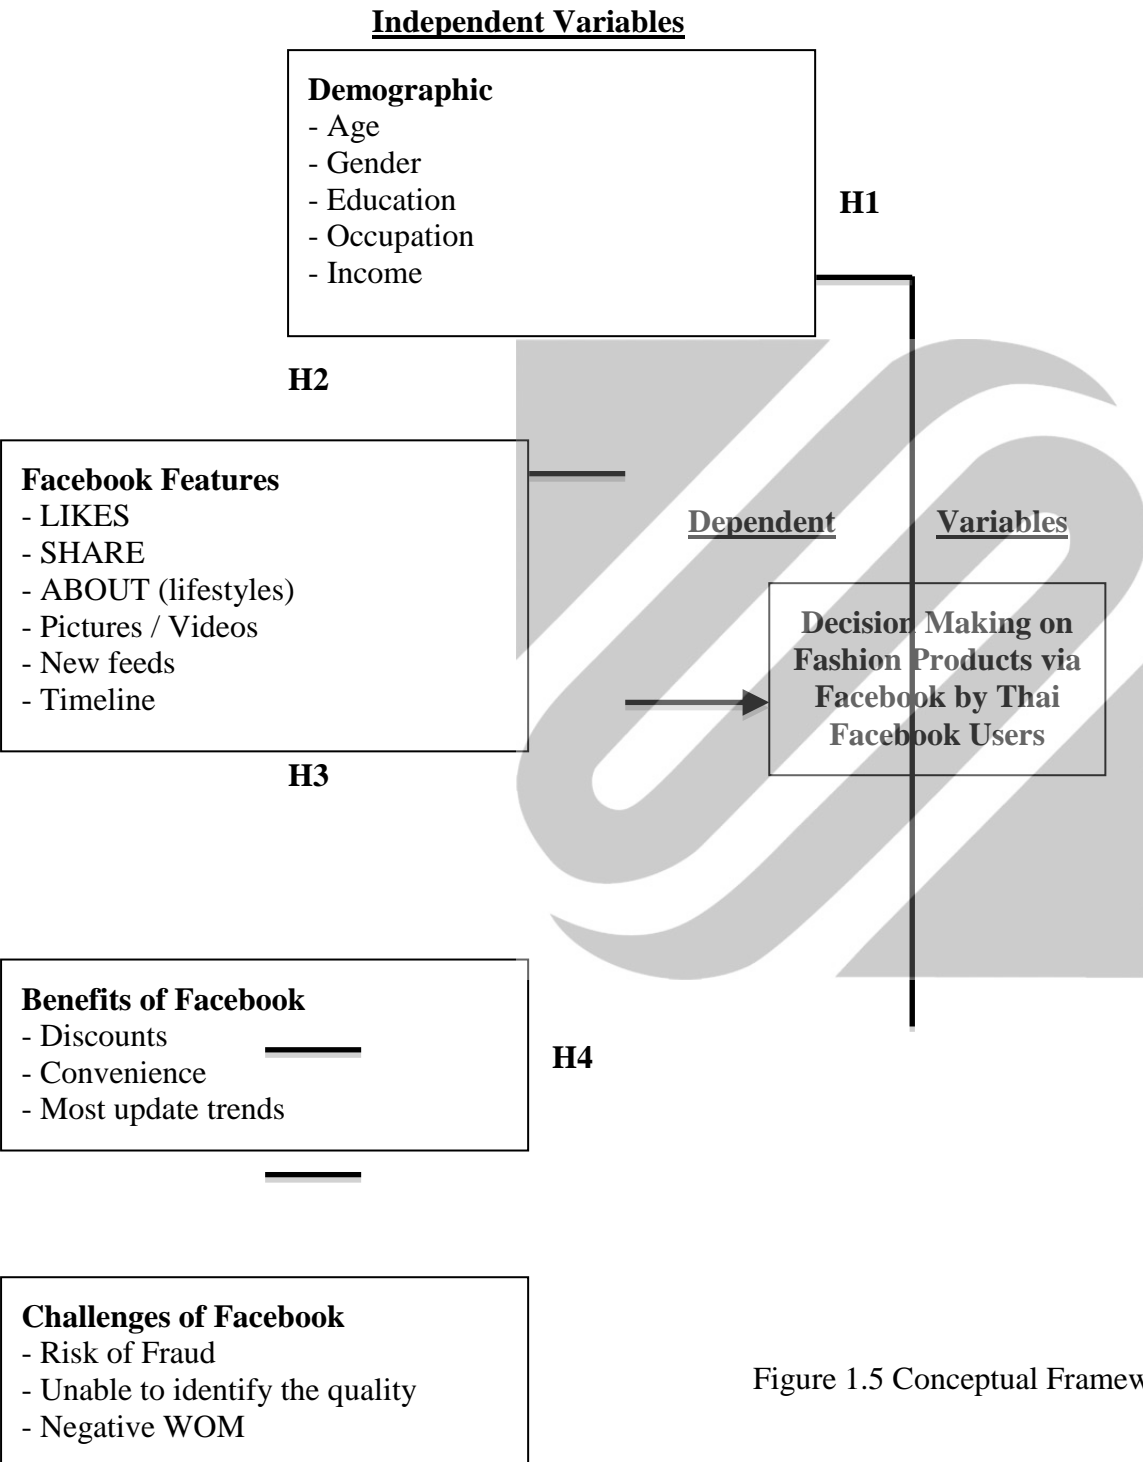 Independent Variables
Demographic
- Age
- Gender
- Education
- Occupation
- Income
H1
H2
Facebook Features
- LIKES
- SHARE
- ABOUT (lifestyles)
- Pictures / Videos
- New feeds
- Timeline
Dependent Variables
Decision Making on
Fashion Products via
Facebook by Thai
Facebook Users
H3
Benefits of Facebook
- Discounts
- Convenience
- Most update trends
H4
Challenges of Facebook
- Risk of Fraud
- Unable to identify the quality
- Negative WOM
Figure 1.5 Conceptual